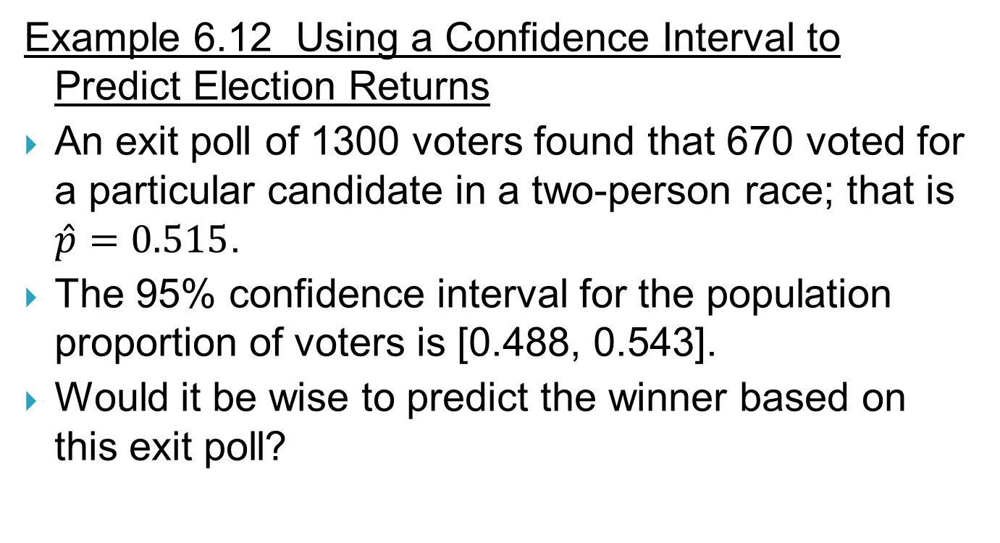 Example 6.12  Using a Confidence Interval to
Predict Election Returns
An exit poll of 1300 voters found that 670 voted for
a particular candidate in a two-person race; that is
p̂ = 0.515.
The 95% confidence interval for the population
proportion of voters is [0.488, 0.543].
Would it be wise to predict the winner based on
this exit poll?